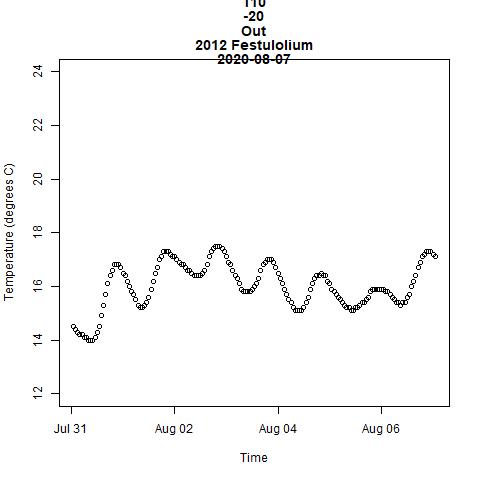 110
-20
Out
2012 Festulolium
2020-08-07
24
22
20
18
16
14
12
Temperature (degrees C)
Jul 31
Aug 02
Aug 04
Aug 06
Time